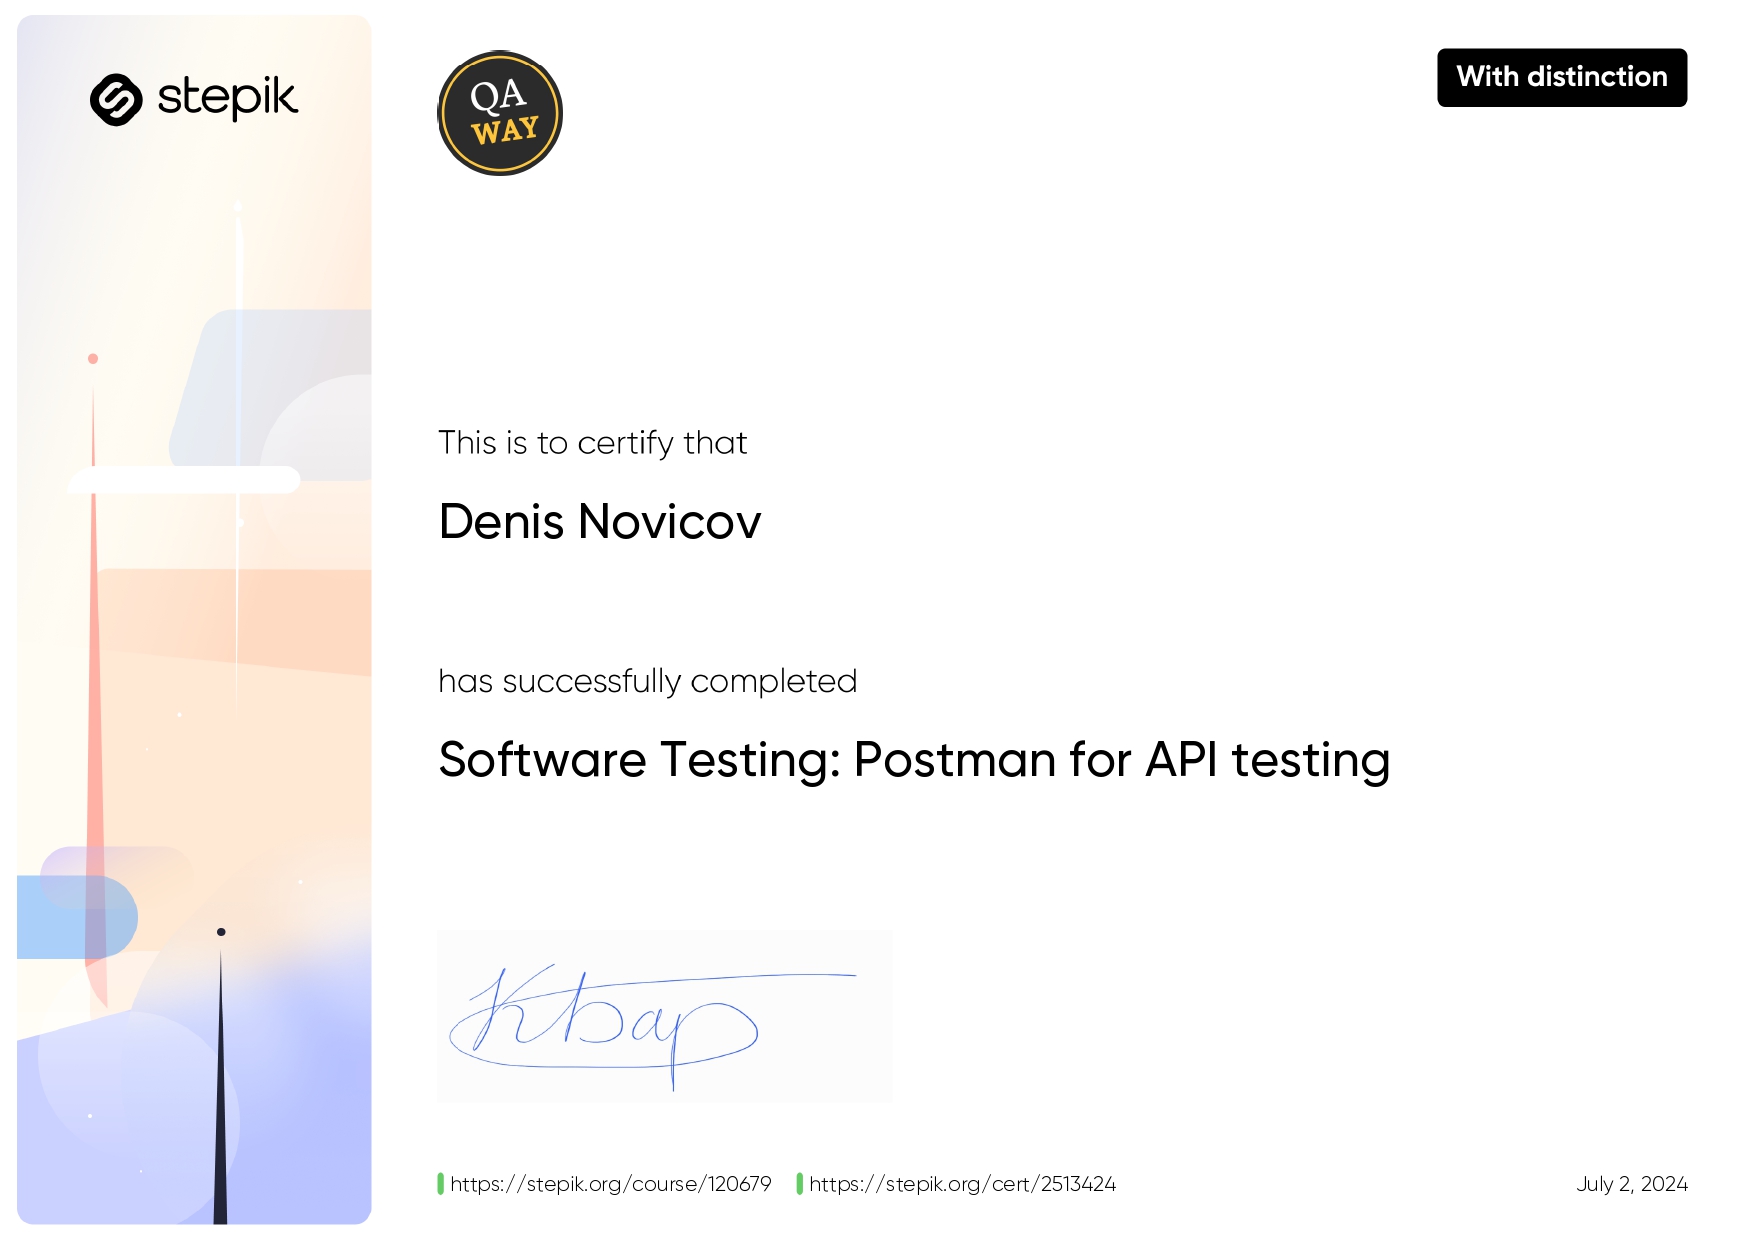 stepik
QA
WAY
With distinction
This is to certify that
Denis Novicov
has successfully completed
Software Testing: Postman for API testing
https://stepik.org/course/120679 https://stepik.org/cert/2513424
July 2, 2024